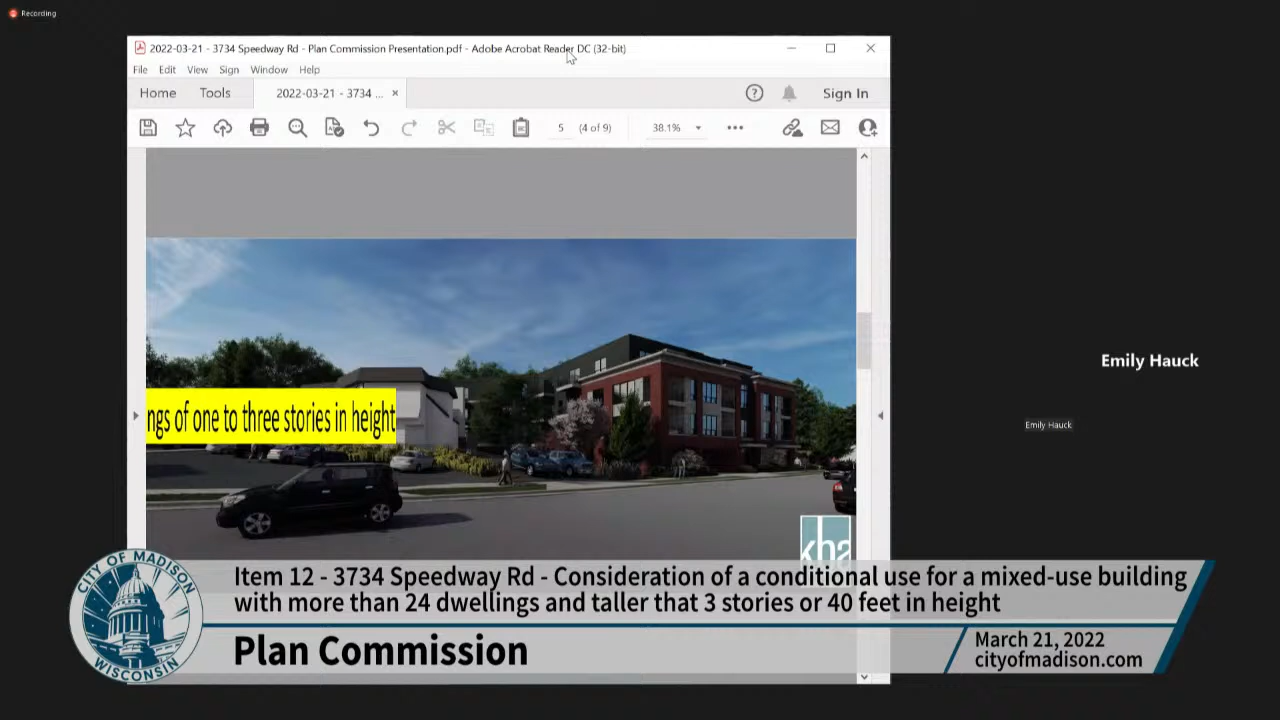 Recording
2022-03-21 - 3734 Speedway Rd - Plan Commission Presentation.pdf - Adobe Acrobat Reader DC (32-bit)
File Edit View Sign Window Help
Home Tools 2022-03-21 - 3734 ... × Sign In
5 (4 of 9) 38.1%
Emily Hauck
ngs of one to three stories in height
Emily Hauck
kba
CITY OF MADISON
WISCONSIN
Item 12 - 3734 Speedway Rd - Consideration of a conditional use for a mixed-use building
with more than 24 dwellings and taller that 3 stories or 40 feet in height
Plan Commission
March 21, 2022
cityofmadison.com